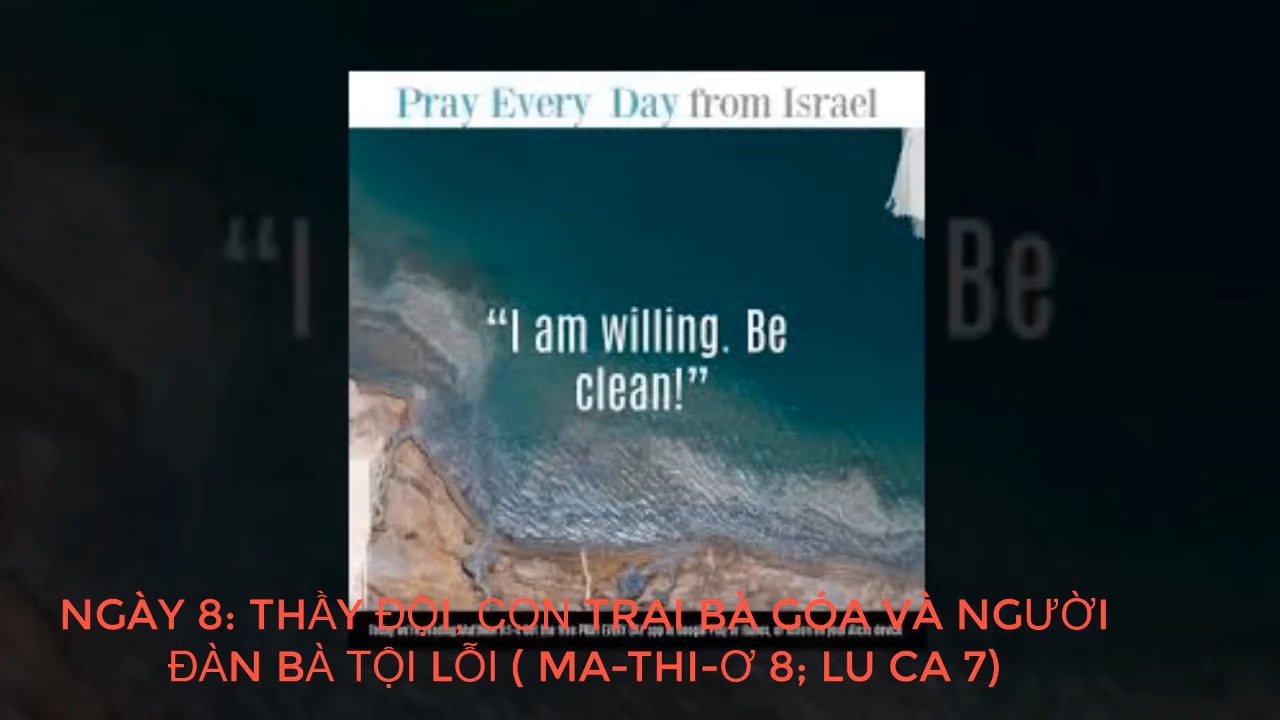 Pray Every Day from Israel
“I Be
“I am willing. Be
clean!”
NGÀY 8: THẦY ĐỘI, CON TRAI BÀ GÓA VÀ NGƯỜI
ĐÀN BÀ TỘI LỖI ( MA-THI-Ơ 8; LU CA 7)